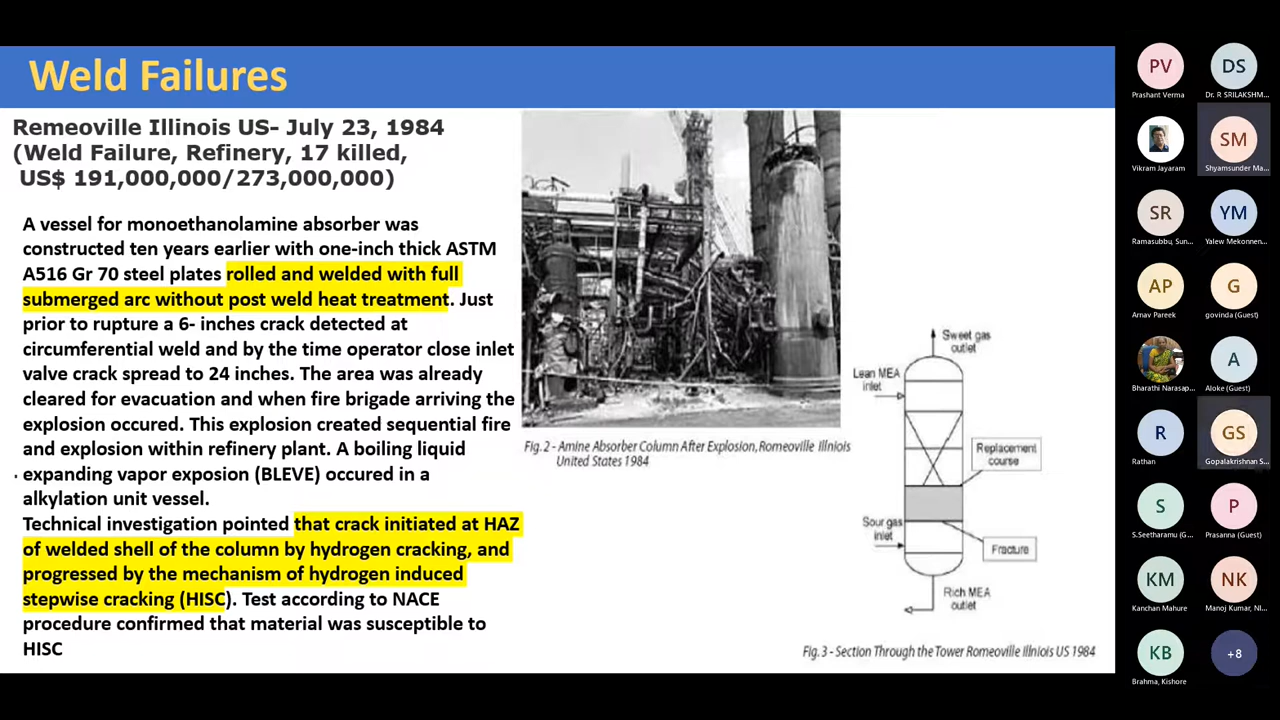 Weld Failures
Remeoville Illinois US- July 23, 1984
(Weld Failure, Refinery, 17 killed,
US$ 191,000,000/273,000,000)
A vessel for monoethanolamine absorber was
constructed ten years earlier with one-inch thick ASTM
A516 Gr 70 steel plates rolled and welded with full
submerged arc without post weld heat treatment. Just
prior to rupture a 6- inches crack detected at
circumferential weld and by the time operator close inlet
valve crack spread to 24 inches. The area was already
cleared for evacuation and when fire brigade arriving the
explosion occured. This explosion created sequential fire
and explosion within refinery plant. A boiling liquid
expanding vapor exposion (BLEVE) occured in a
alkylation unit vessel.
Technical investigation pointed that crack initiated at HAZ
of welded shell of the column by hydrogen cracking, and
progressed by the mechanism of hydrogen induced
stepwise cracking (HISC). Test according to NACE
procedure confirmed that material was susceptible to
HISC
Fig. 2 - Amine Absorber Column After Explosion, Romeoville Illniois
United States 1984
Sweet gas
outlet
Lean MEA
inlet
Replacement
course
Sour gas
inlet
Fracture
Rich MEA
outlet
Fig. 3 - Section Through the Tower Romeoville Illniois US 1984
PV
Prashant Verma
DS
Dr. R SRILAKSHM...
Vikram Jayaram
SM
Shyamsunder Ma...
SR
Ramasubbu, Sun...
YM
Yalew Mekonnen...
AP
Arnav Pareek
G
govinda (Guest)
Bharathi Narasap...
A
Aloke (Guest)
R
Rathan
GS
Gopalakrishnan S...
S
S.Seetharamu (G...
P
Prasanna (Guest)
KM
Kanchan Mahure
NK
Manoj Kumar, NI...
KB
Brahma, Kishore
+8